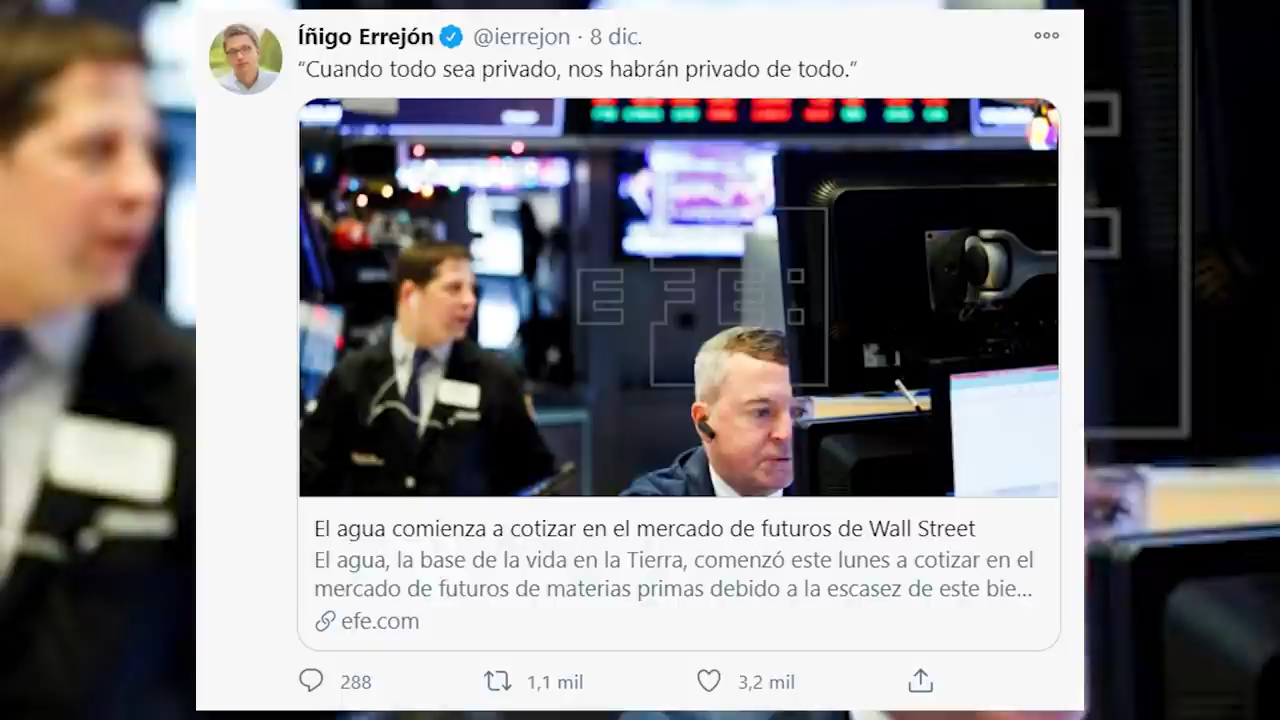 Íñigo Errejón @ierrejon · 8 dic.
“Cuando todo sea privado, nos habrán privado de todo.”
EFE:
El agua comienza a cotizar en el mercado de futuros de Wall Street
El agua, la base de la vida en la Tierra, comenzó este lunes a cotizar en el
mercado de futuros de materias primas debido a la escasez de este bie...
efe.com
288 1,1 mil 3,2 mil